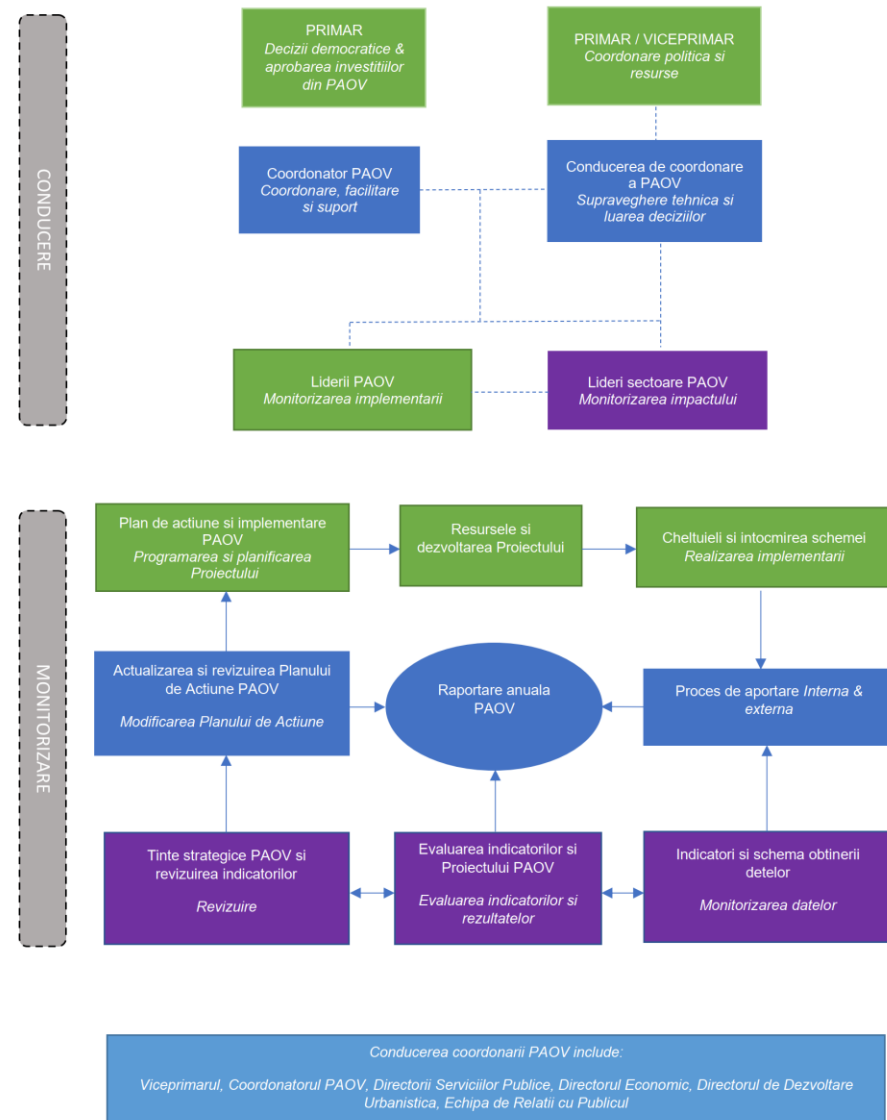 CONDUCERE
PRIMAR
Decizii democratice &
aprobarea investitiilor
din PAOV
PRIMAR / VICEPRIMAR
Coordonare politica si
resurse
Coordonator PAOV
Coordonare, facilitare
si suport
Conducerea de coordonare
a PAOV
Supraveghere tehnica si
luarea deciziilor
Liderii PAOV
Monitorizarea implementarii
Lideri sectoare PAOV
Monitorizarea impactului
MONITORIZARE
Plan de actiune si implementare
PAOV
Programarea si planificarea
Proiectului
Resursele si
dezvoltarea Proiectului
Cheltuieli si intocmirea schemei
Realizarea implementarii
Actualizarea si revizuirea Planului
de Actiune PAOV
Modificarea Planului de Actiune
Raportare anuala
PAOV
Proces de aportare Interna &
externa
Tinte strategice PAOV si
revizuirea indicatorilor
Revizuire
Evaluarea indicatorilor si
Proiectului PAOV
Evaluarea indicatorilor si
rezultatelor
Indicatori si schema obtinerii
detelor
Monitorizarea datelor
Conducerea coordonarii PAOV include:
Viceprimarul, Coordonatorul PAOV, Directorii Serviciilor Publice, Directorul Economic, Directorul de Dezvoltare
Urbanistica, Echipa de Relatii cu Publicul